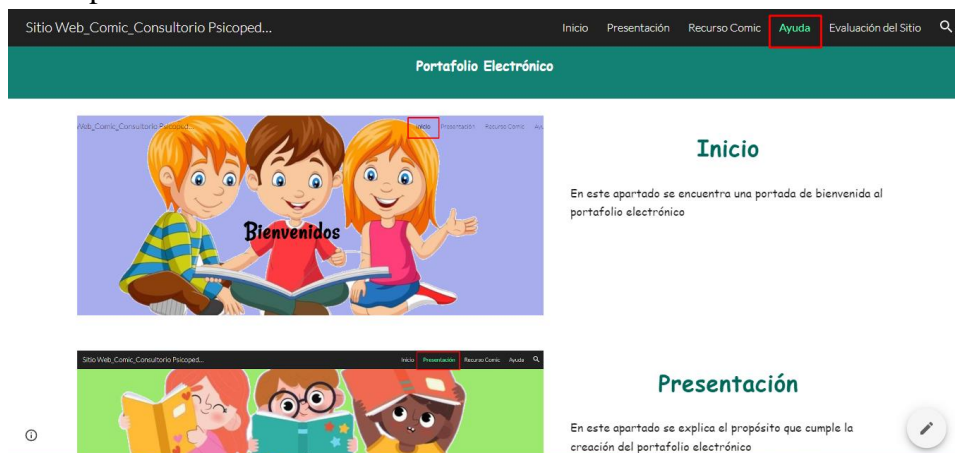 Sitio Web_Comic_Consultorio Psicoped...
Inicio Presentación Recurso Comic Ayuda Evaluación del Sitio
Portafolio Electrónico
Web_Comic_Consultorio Psicoped...
Inicio Presentación Recurso Comic Ayu
Bienvenidos
Inicio
En este apartado se encuentra una portada de bienvenida al
portafolio electrónico
Sitio Web_Comic_Consultorio Psicoped...
Inicio Presentación Recurso Comic Ayuda
Presentación
En este apartado se explica el propósito que cumple la
creación del portafolio electrónico